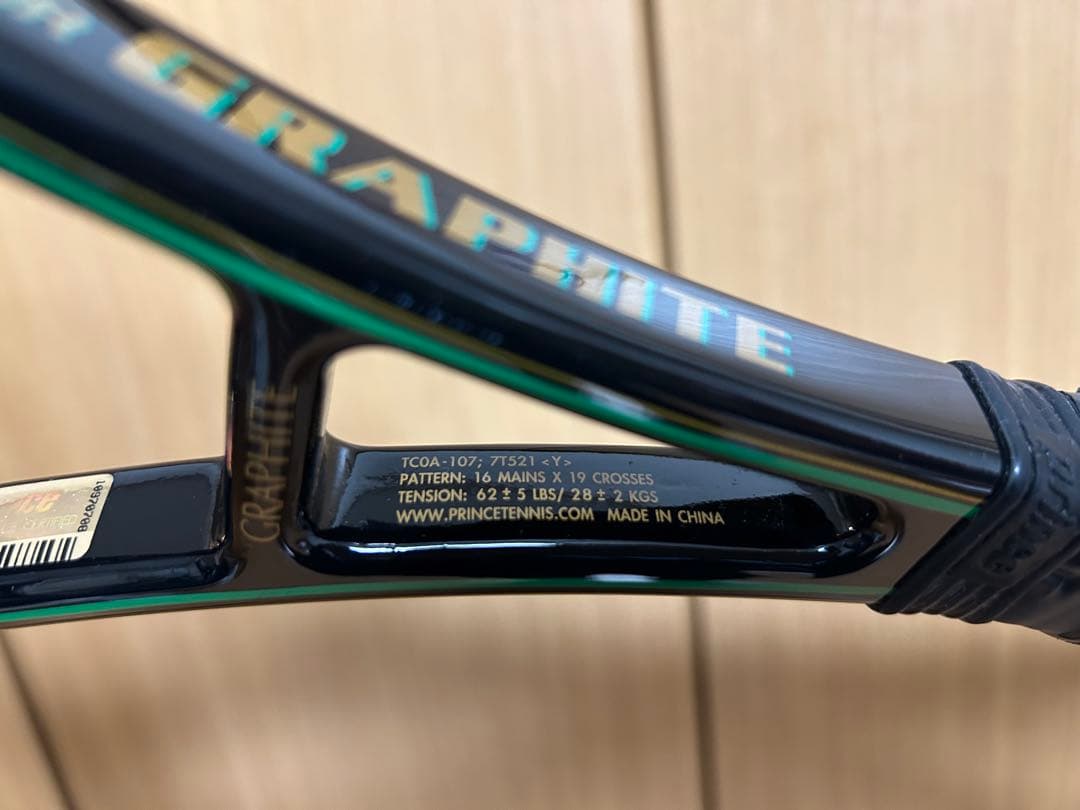 GRAPHITE
GRAPHITE
TC0A-107; 7T521 <Y>
PATTERN: 16 MAINS X 19 CROSSES
TENSION: 62 ± 5 LBS/ 28 ± 2 KGS
WWW.PRINCETENNIS.COM MADE IN CHINA
prince